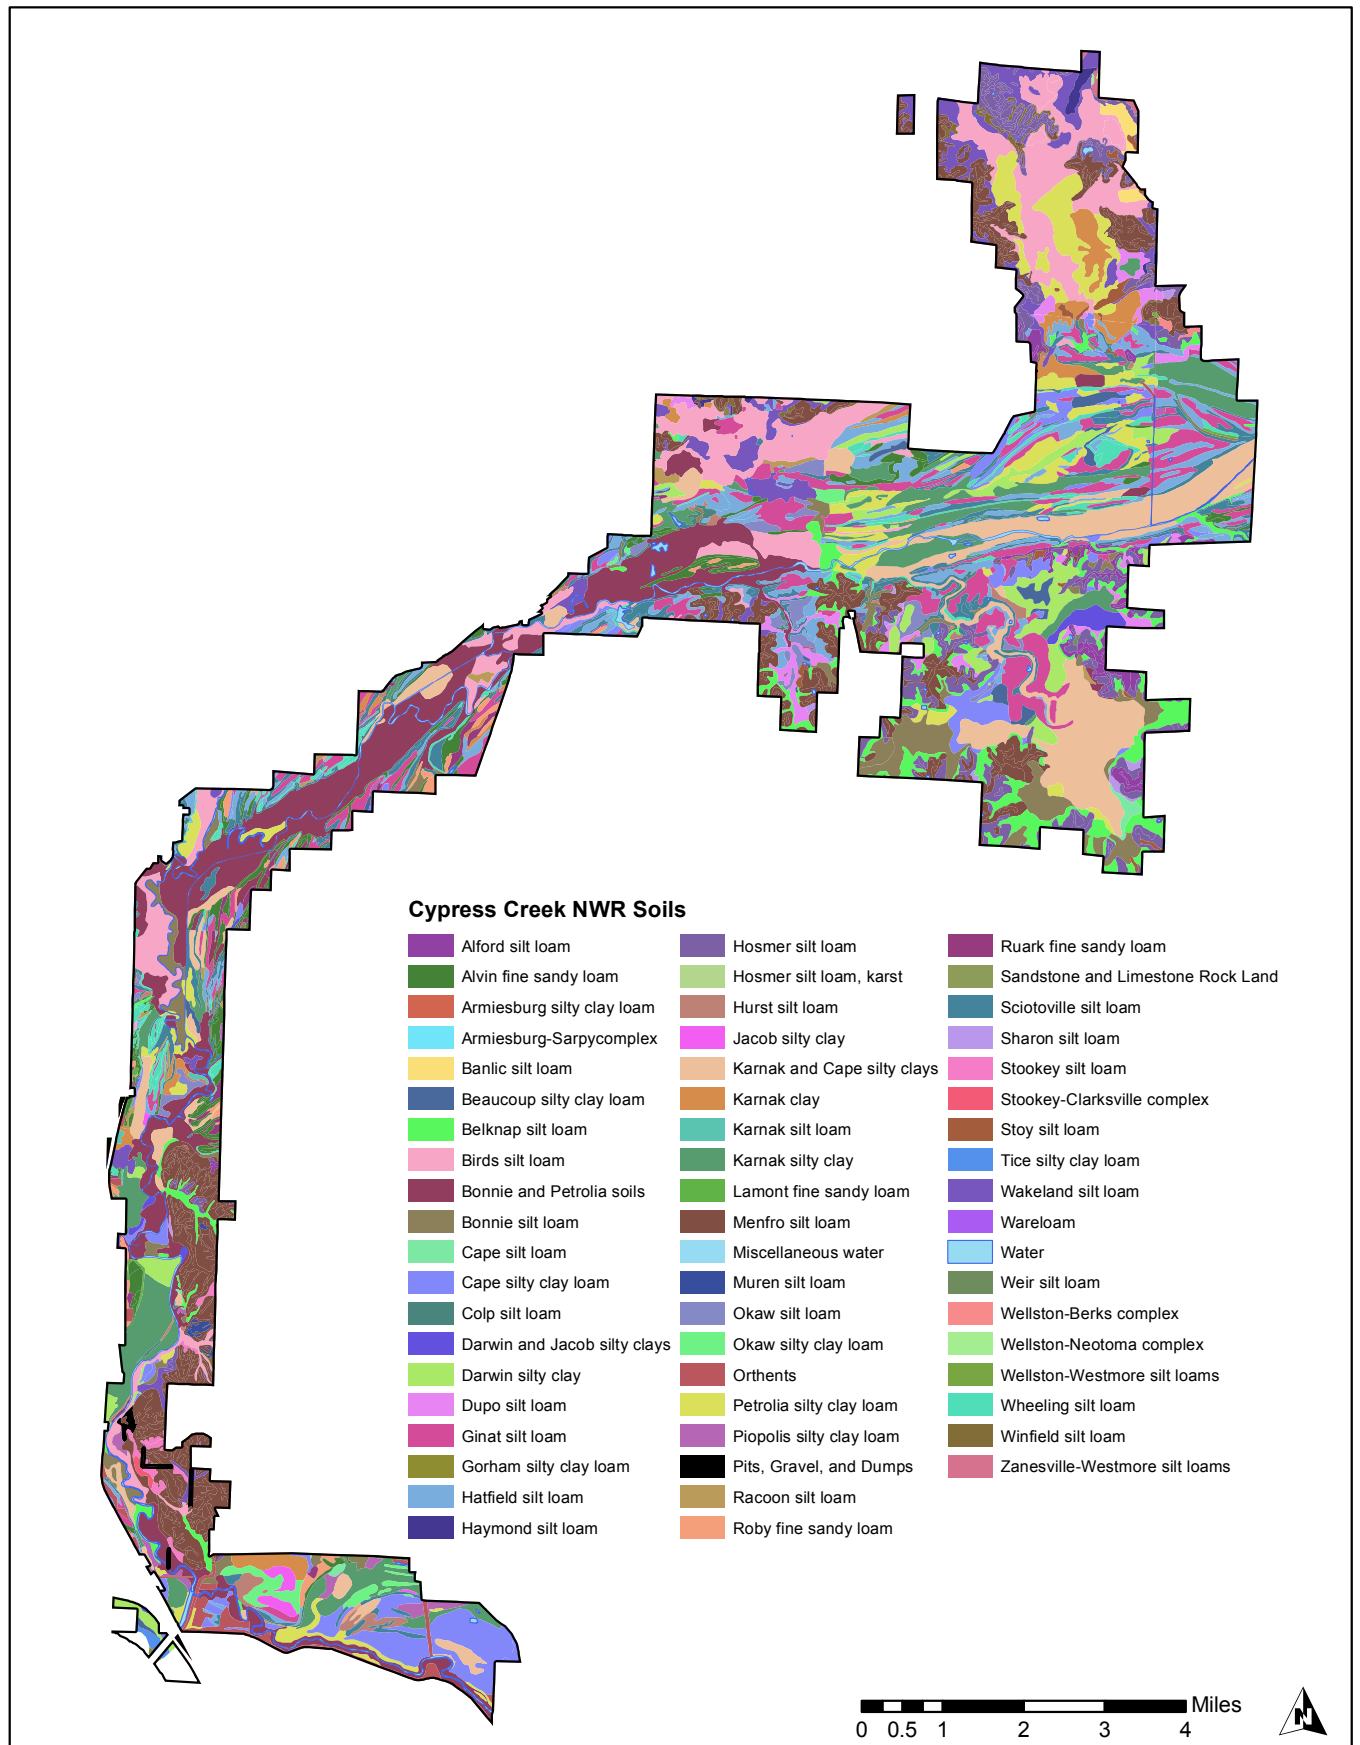 Cypress Creek NWR Soils
Alford silt loam
Alvin fine sandy loam
Armiesburg silty clay loam
Armiesburg-Sarpycomplex
Banlic silt loam
Beaucoup silty clay loam
Belknap silt loam
Birds silt loam
Bonnie and Petrolia soils
Bonnie silt loam
Cape silt loam
Cape silty clay loam
Colp silt loam
Darwin and Jacob silty clays
Darwin silty clay
Dupo silt loam
Ginat silt loam
Gorham silty clay loam
Hatfield silt loam
Haymond silt loam
Hosmer silt loam
Hosmer silt loam, karst
Hurst silt loam
Jacob silty clay
Karnak and Cape silty clays
Karnak clay
Karnak silt loam
Karnak silty clay
Lamont fine sandy loam
Menfro silt loam
Miscellaneous water
Muren silt loam
Okaw silt loam
Okaw silty clay loam
Orthents
Petrolia silty clay loam
Piopolis silty clay loam
Pits, Gravel, and Dumps
Racoon silt loam
Roby fine sandy loam
Ruark fine sandy loam
Sandstone and Limestone Rock Land
Sciotoville silt loam
Sharon silt loam
Stookey silt loam
Stookey-Clarksville complex
Stoy silt loam
Tice silty clay loam
Wakeland silt loam
Wareloam
Water
Weir silt loam
Wellston-Berks complex
Wellston-Neotoma complex
Wellston-Westmore silt loams
Wheeling silt loam
Winfield silt loam
Zanesville-Westmore silt loams
Miles
0 0.5 1 2 3 4
N